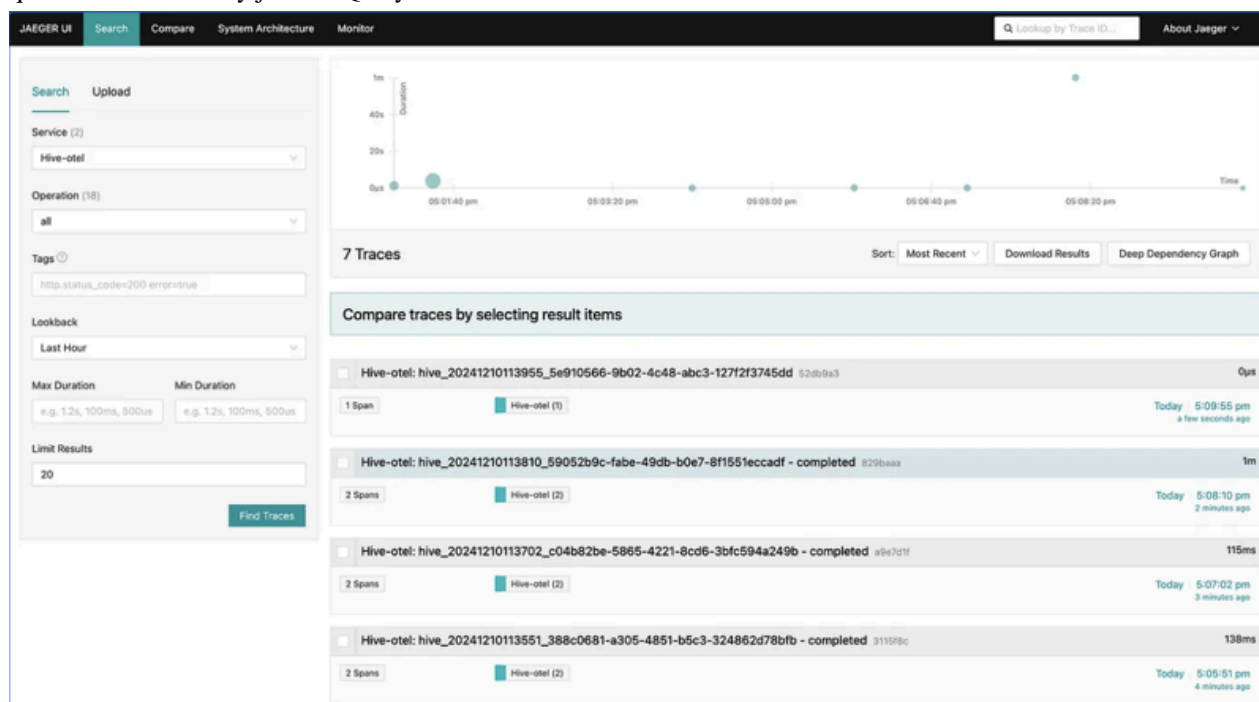 JAEGER UI Search Compare System Architecture Monitor Lookup by Trace ID... About Jaeger
Search Upload
Service (2)
Hive-otel
Operation (18)
all
Tags
http.status_code=200 error=true
Lookback
Last Hour
Max Duration Min Duration
e.g. 1.2s, 100ms, 500us e.g. 1.2s, 100ms, 500us
Limit Results
20
Find Traces
1m
Duration
40s
20s
0μs
Time
05:01:40 pm 05:03:20 pm 05:05:00 pm 05:06:40 pm 05:08:20 pm
7 Traces Sort: Most Recent Download Results Deep Dependency Graph
Compare traces by selecting result items
Hive-otel: hive_20241210113955_5e910566-9b02-4c48-abc3-127f2f3745dd 52db9a3 0μs
1 Span Hive-otel (1) Today 5:09:55 pm
a few seconds ago
Hive-otel: hive_20241210113810_59052b9c-fabe-49db-b0e7-8f1551eccadf - completed 829baaa 1m
2 Spans Hive-otel (2) Today 5:08:10 pm
2 minutes ago
Hive-otel: hive_20241210113702_c04b82be-5865-4221-8cd6-3bfc594a249b - completed a9e7d1f 115ms
2 Spans Hive-otel (2) Today 5:07:02 pm
3 minutes ago
Hive-otel: hive_20241210113551_388c0681-a305-4851-b5c3-324862d78bfb - completed 3115f8c 138ms
2 Spans Hive-otel (2) Today 5:05:51 pm
4 minutes ago